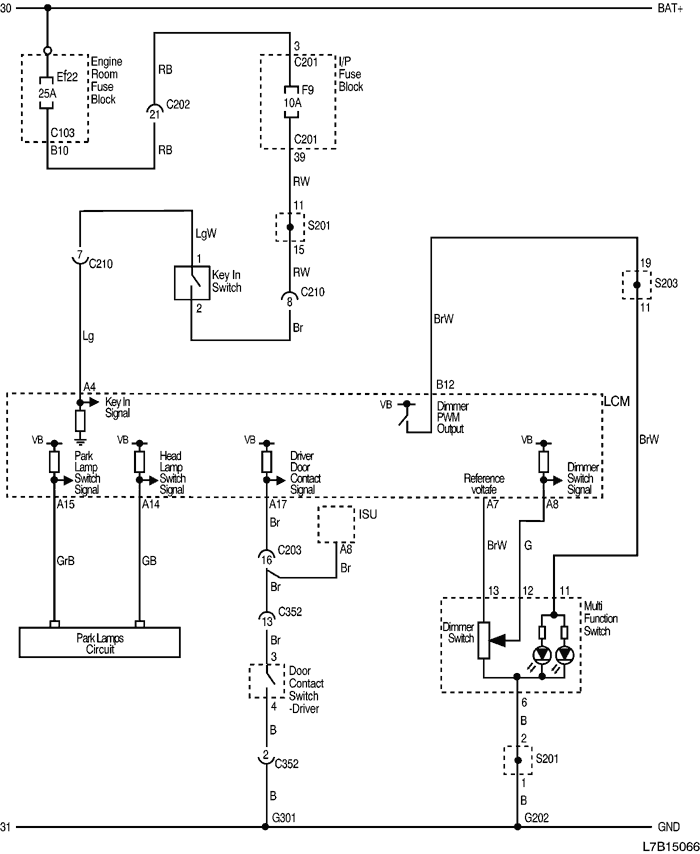 30
BAT+
Engine
Room
Fuse
Block
Ef22
25A
C103
B10
RB
C202
21
RB
3
C201
I/P
Fuse
Block
F9
10A
C201
39
RW
11
S201
15
RW
C210
8
Br
LgW
7
C210
1
Key In
Switch
2
Lg
19
S203
11
BrW
BrW
A4
Key In
Signal
B12
VB
Dimmer
PWM
Output
LCM
VB
Park
Lamp
Switch
Signal
VB
Head
Lamp
Switch
Signal
VB
Driver
Door
Contact
Signal
Reference
voltafe
VB
Dimmer
Switch
Signal
A15
A14
A17
A7
A8
GrB
GB
Br
ISU
A8
C203
16
Br
Br
C352
13
Br
BrW
G
13
12
11
Multi
Function
Switch
Dimmer
Switch
Park Lamps
Circuit
3
Door
Contact
Switch
-Driver
4
B
2
C352
B
6
B
2
S201
1
B
31
G301
G202
GND
L7B15066